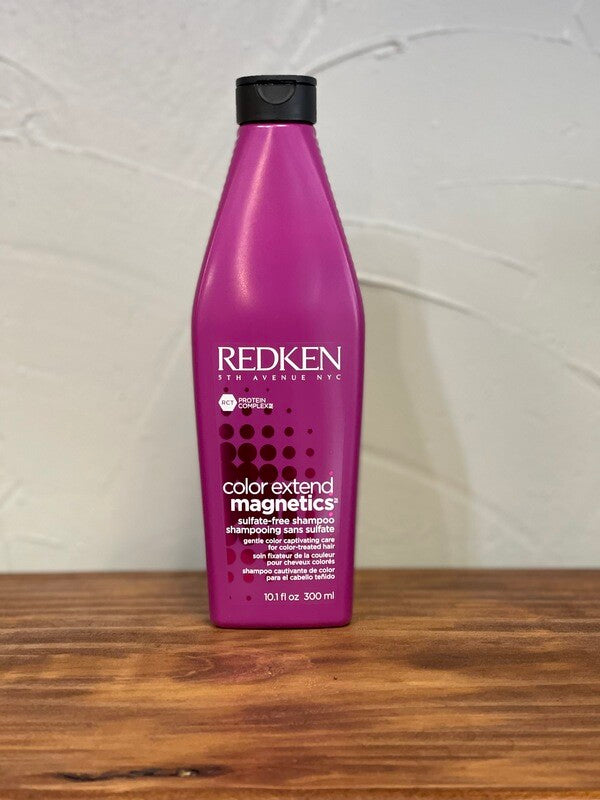 REDKEN
5TH AVENUE NYC
RCT PROTEIN
COMPLEX
color extend
magnetics
sulfate-free shampoo
shampooing sans sulfate
gentle color captivating care
for color-treated hair
soin fixateur de la couleur
pour cheveux colorés
shampoo cautivante de color
para el cabello teñido
10.1 fl oz 300 ml